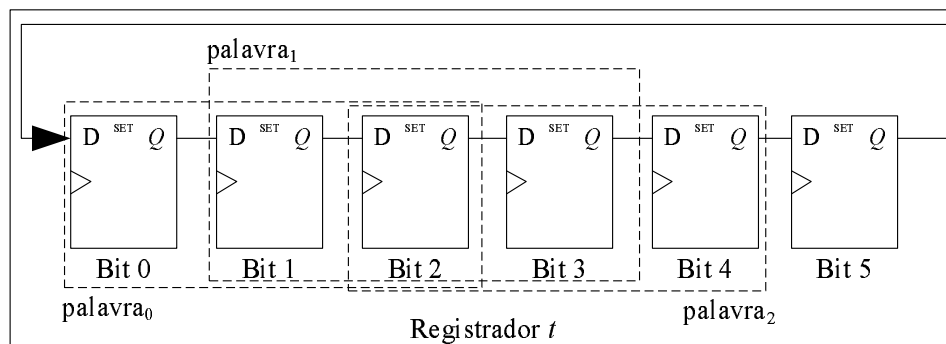 palavra₁
D SET Q D SET Q D SET Q D SET Q D SET Q D SET Q
Bit 0 Bit 1 Bit 2 Bit 3 Bit 4 Bit 5
palavra₀ palavra₂
Registrador t